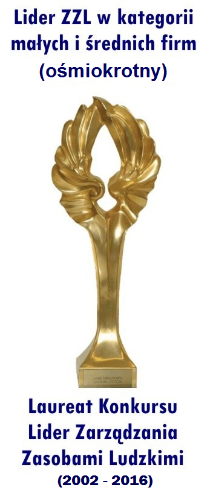 Lider ZZL w kategorii
małych i średnich firm
(ośmiokrotny)
Laureat Konkursu
Lider Zarządzania
Zasobami Ludzkimi
(2002 - 2016)